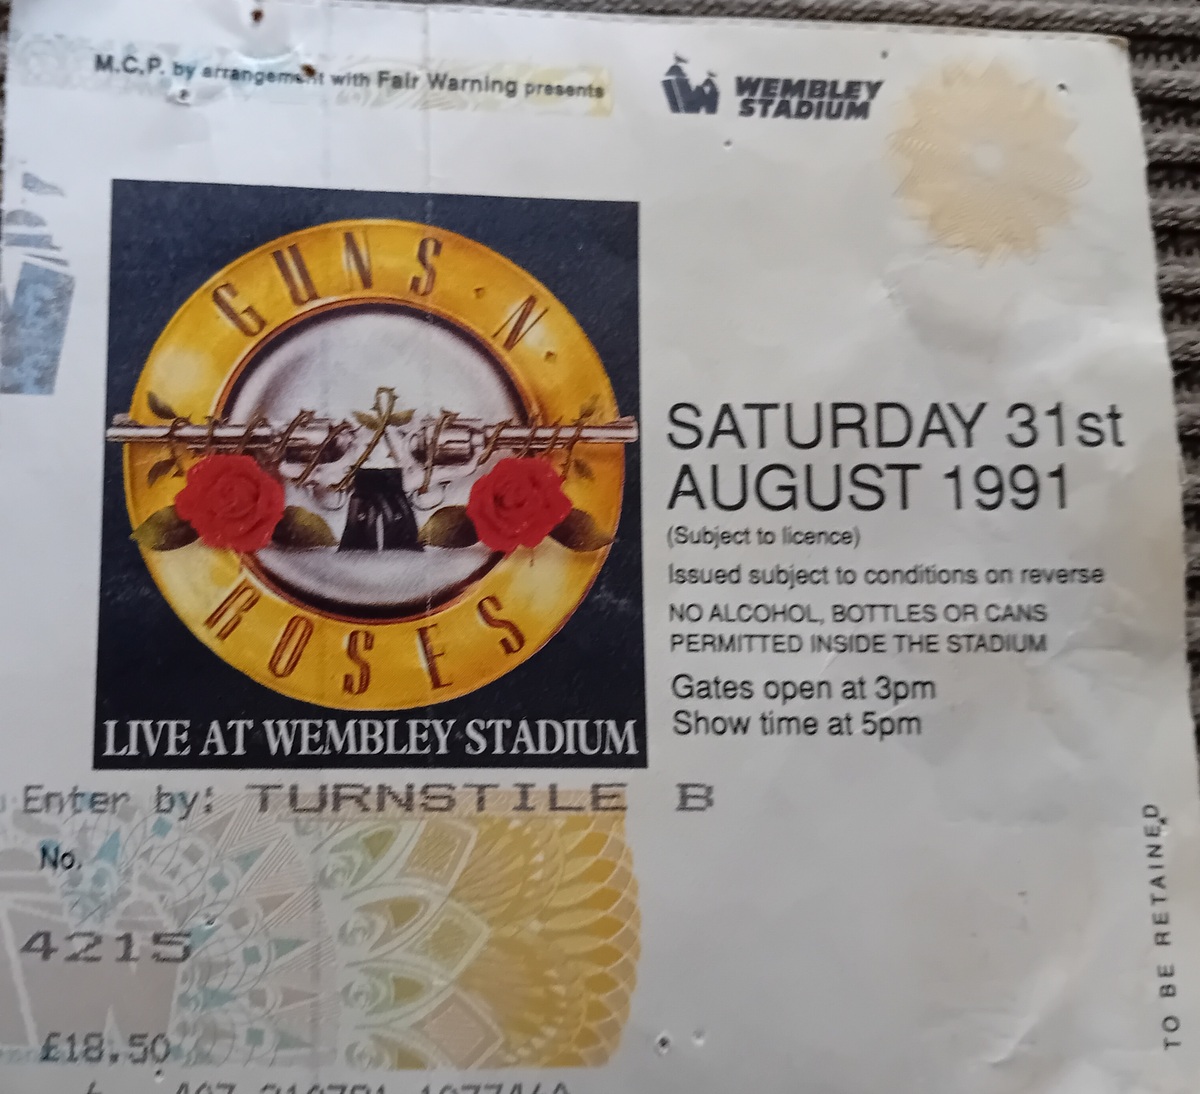 M.C.P. by arrangement with Fair Warning presents
WEMBLEY
STADIUM
GUNS N
ROSES
LIVE AT WEMBLEY STADIUM
SATURDAY 31st
AUGUST 1991
(Subject to licence)
Issued subject to conditions on reverse
NO ALCOHOL, BOTTLES OR CANS
PERMITTED INSIDE THE STADIUM
Gates open at 3pm
Show time at 5pm
Enter by: TURNSTILE B
No.
4215
£18.50
TO BE RETAINED